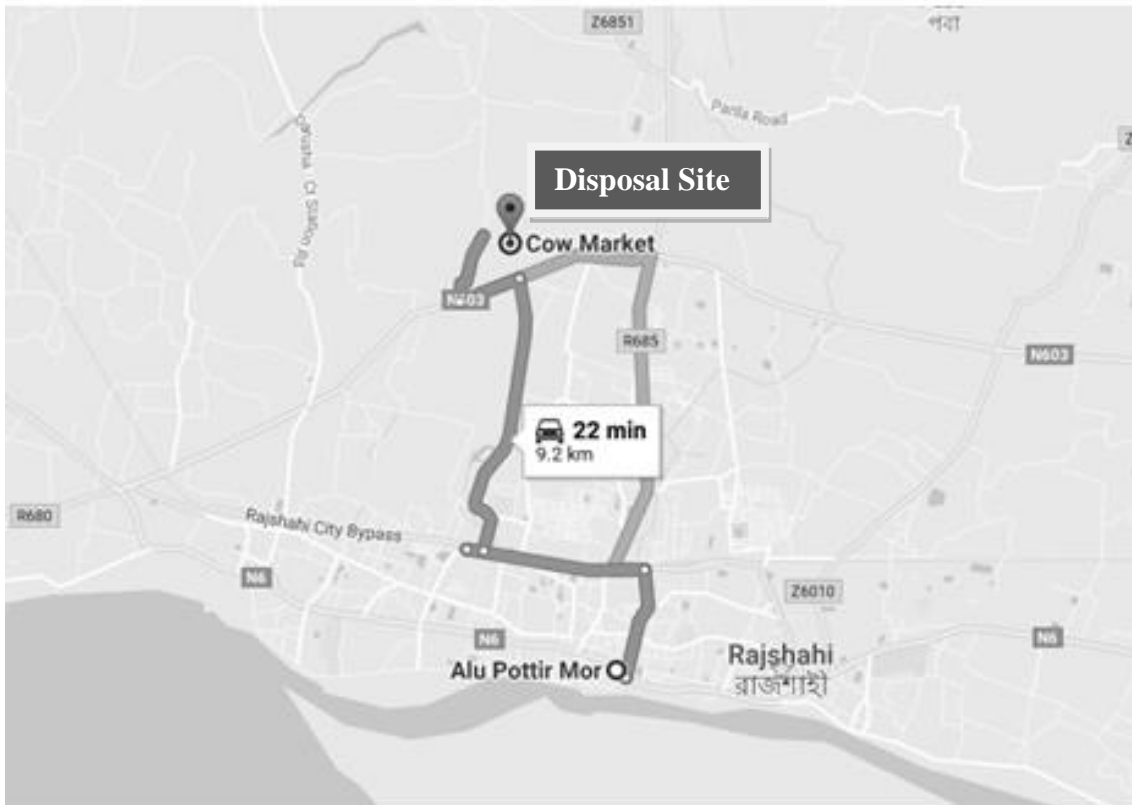 Z6851
পবা
Parila Road
Disposal Site
Cow Market
N603
R685
N603
22 min
9.2 km
R680
Rajshahi City Bypass
N6
Z6010
N6
N6
Rajshahi
রাজশাহী
Alu Pottir Mor